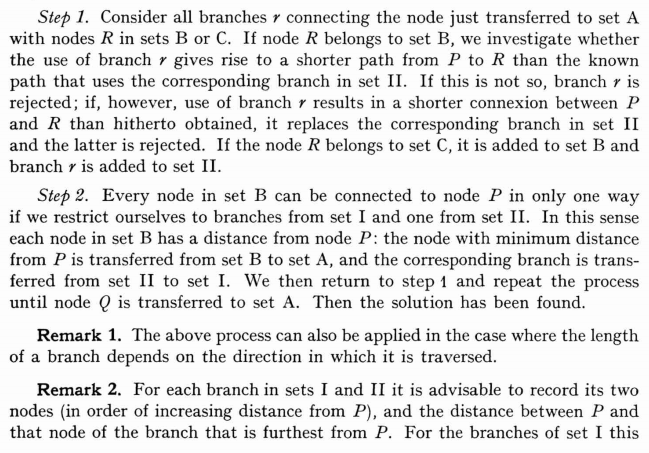 Step 1. Consider all branches r connecting the node just transferred to set A
with nodes R in sets B or C. If node R belongs to set B, we investigate whether
the use of branch r gives rise to a shorter path from P to R than the known
path that uses the corresponding branch in set II. If this is not so, branch r is
rejected; if, however, use of branch r results in a shorter connexion between P
and R than hitherto obtained, it replaces the corresponding branch in set II
and the latter is rejected. If the node R belongs to set C, it is added to set B and
branch r is added to set II.
Step 2. Every node in set B can be connected to node P in only one way
if we restrict ourselves to branches from set I and one from set II. In this sense
each node in set B has a distance from node P: the node with minimum distance
from P is transferred from set B to set A, and the corresponding branch is trans-
ferred from set II to set I. We then return to step 1 and repeat the process
until node Q is transferred to set A. Then the solution has been found.
Remark 1. The above process can also be applied in the case where the length
of a branch depends on the direction in which it is traversed.
Remark 2. For each branch in sets I and II it is advisable to record its two
nodes (in order of increasing distance from P), and the distance between P and
that node of the branch that is furthest from P. For the branches of set I this